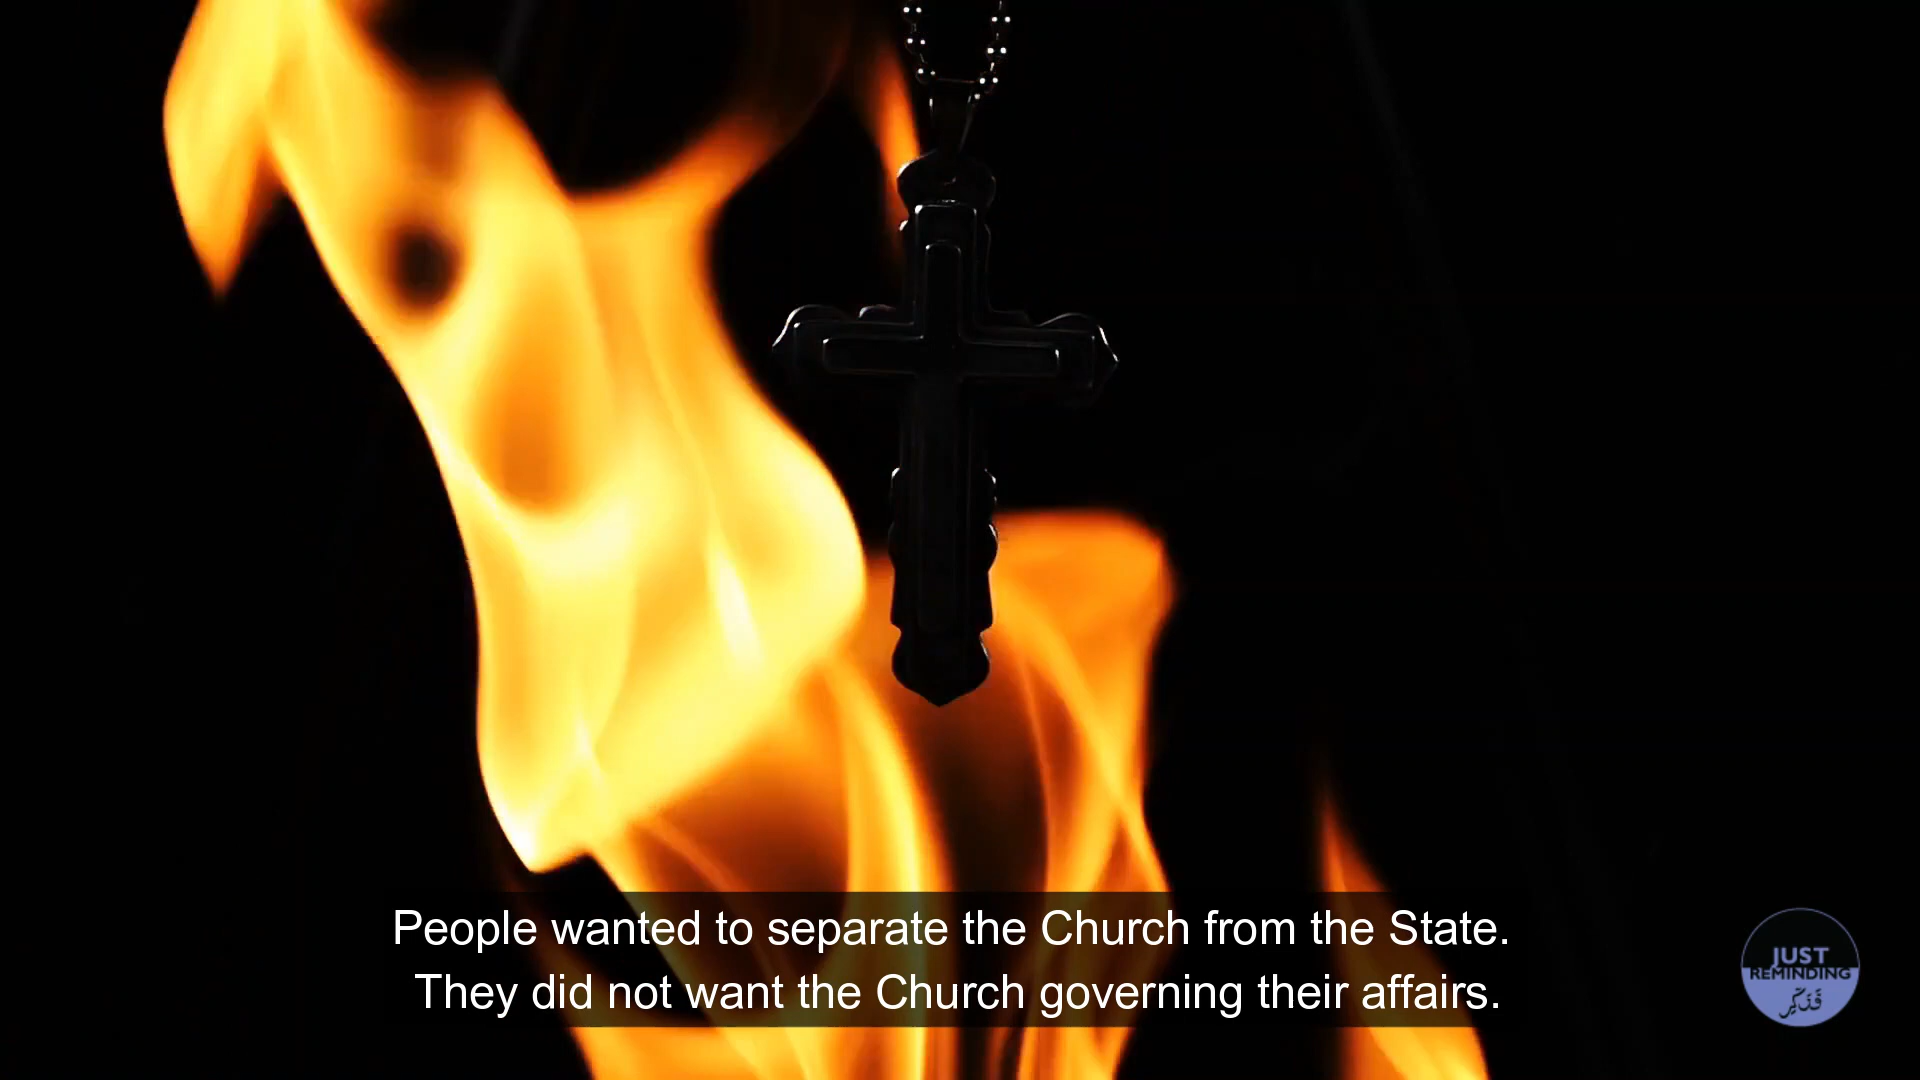 People wanted to separate the Church from the State.
They did not want the Church governing their affairs.
JUST
REMINDING
فَذَكِّر